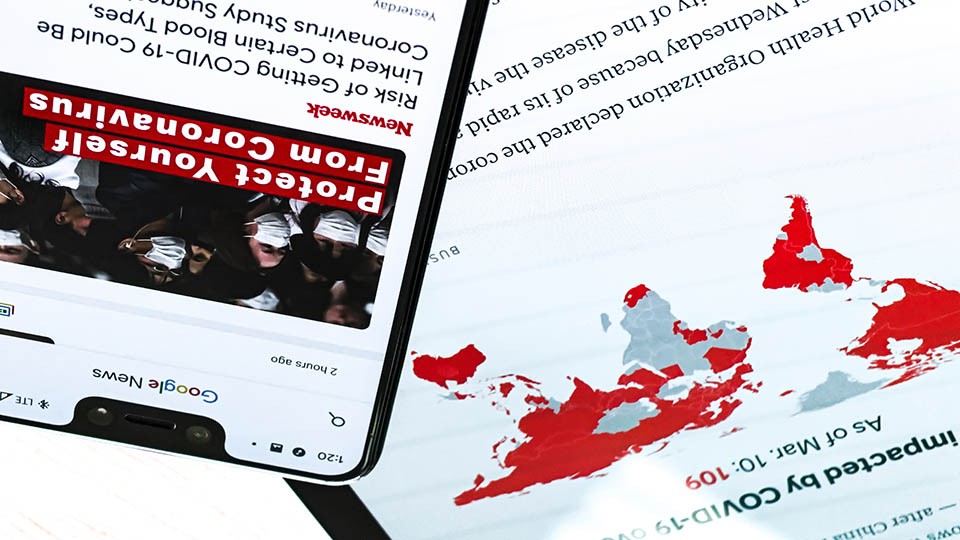 — after China
impacted by COVID-19
As of Mar. 10: 109
World Health Organization declared the
Wednesday because of its rapid
of the disease the
1:20
LTE
Google News
2 hours ago
Protect Yourself
From Coronavirus
Newsweek
Risk of Getting COVID-19 Could Be
Linked to Certain Blood Types,
Coronavirus Study
Yesterday